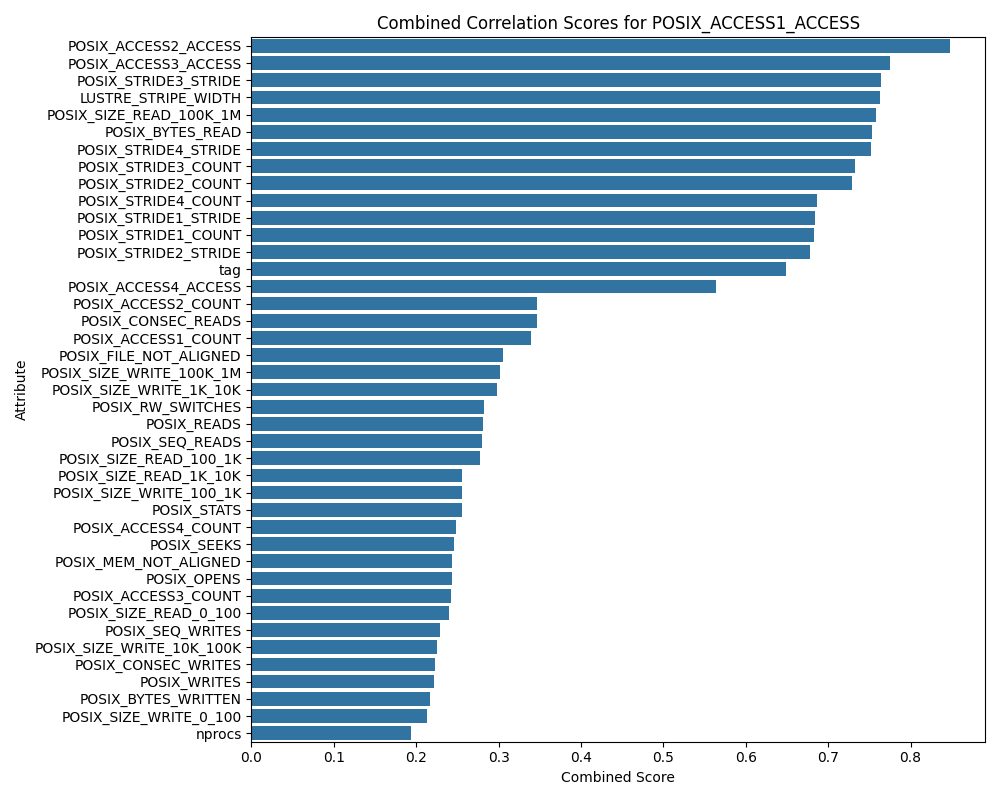 Combined Correlation Scores for POSIX_ACCESS1_ACCESS
POSIX_ACCESS2_ACCESS
POSIX_ACCESS3_ACCESS
POSIX_STRIDE3_STRIDE
LUSTRE_STRIPE_WIDTH
POSIX_SIZE_READ_100K_1M
POSIX_BYTES_READ
POSIX_STRIDE4_STRIDE
POSIX_STRIDE3_COUNT
POSIX_STRIDE2_COUNT
POSIX_STRIDE4_COUNT
POSIX_STRIDE1_STRIDE
POSIX_STRIDE1_COUNT
POSIX_STRIDE2_STRIDE
tag
POSIX_ACCESS4_ACCESS
POSIX_ACCESS2_COUNT
POSIX_CONSEC_READS
POSIX_ACCESS1_COUNT
POSIX_FILE_NOT_ALIGNED
POSIX_SIZE_WRITE_100K_1M
POSIX_SIZE_WRITE_1K_10K
POSIX_RW_SWITCHES
POSIX_READS
POSIX_SEQ_READS
POSIX_SIZE_READ_100_1K
POSIX_SIZE_READ_1K_10K
POSIX_SIZE_WRITE_100_1K
POSIX_STATS
POSIX_ACCESS4_COUNT
POSIX_SEEKS
POSIX_MEM_NOT_ALIGNED
POSIX_OPENS
POSIX_ACCESS3_COUNT
POSIX_SIZE_READ_0_100
POSIX_SEQ_WRITES
POSIX_SIZE_WRITE_10K_100K
POSIX_CONSEC_WRITES
POSIX_WRITES
POSIX_BYTES_WRITTEN
POSIX_SIZE_WRITE_0_100
nprocs
Attribute
0.0 0.1 0.2 0.3 0.4 0.5 0.6 0.7 0.8
Combined Score